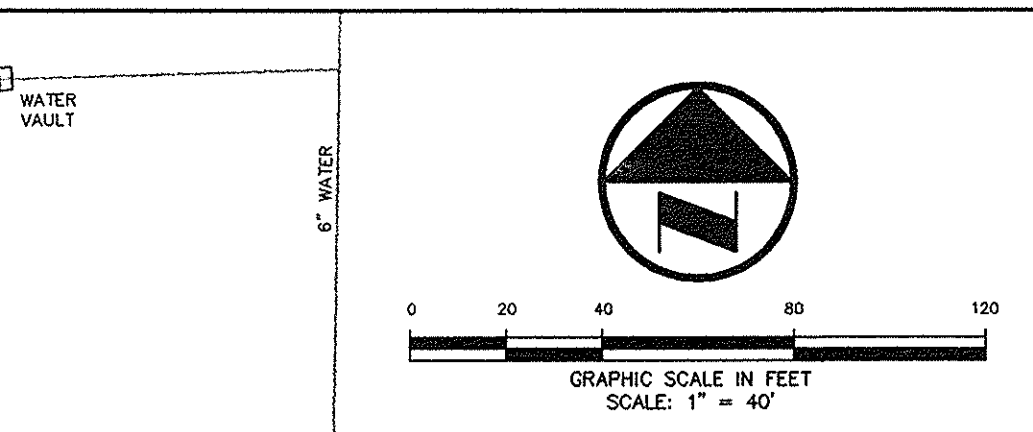 WATER
VAULT
6" WATER
N
0 20 40 80 120
GRAPHIC SCALE IN FEET
SCALE: 1" = 40'